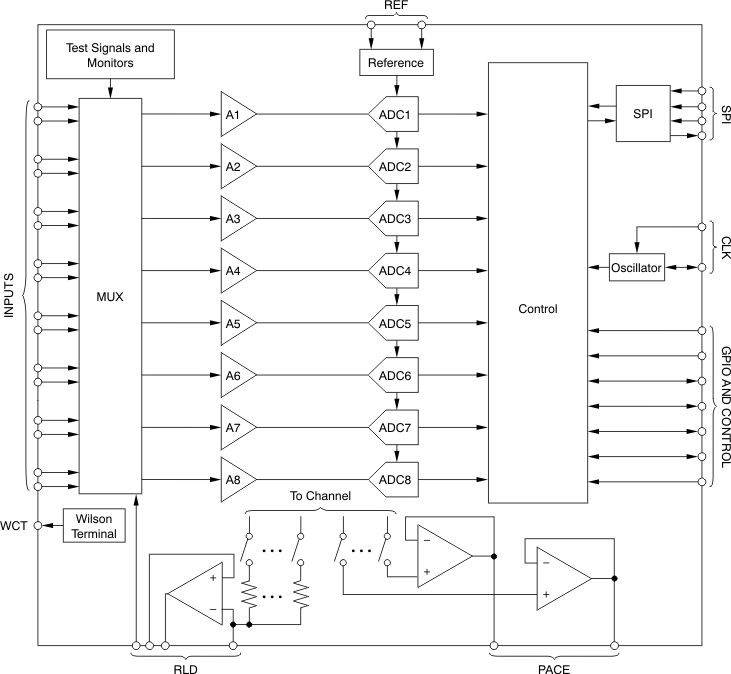 REF
Test Signals and
Monitors
Reference
A1
ADC1
SPI
SPI
A2
ADC2
A3
ADC3
CLK
A4
ADC4
Oscillator
INPUTS
MUX
Control
A5
ADC5
A6
ADC6
GPIO AND CONTROL
A7
ADC7
A8
ADC8
To Channel
WCT
Wilson
Terminal
+
−
−
+
−
+
RLD
PACE